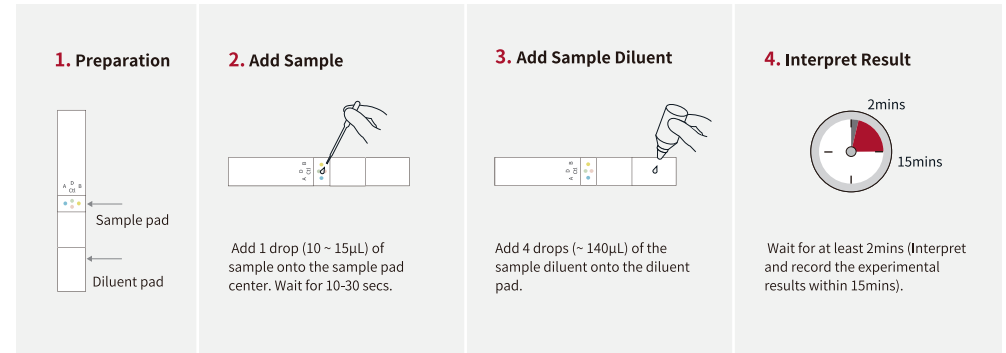 1. Preparation
A D B
Ctl
Sample pad
Diluent pad
2. Add Sample
A D B
Ctl
Add 1 drop (10 ~ 15µL) of
sample onto the sample pad
center. Wait for 10-30 secs.
3. Add Sample Diluent
A D B
Ctl
Add 4 drops (~ 140µL) of the
sample diluent onto the diluent
pad.
4. Interpret Result
2mins
15mins
Wait for at least 2mins (Interpret
and record the experimental
results within 15mins).